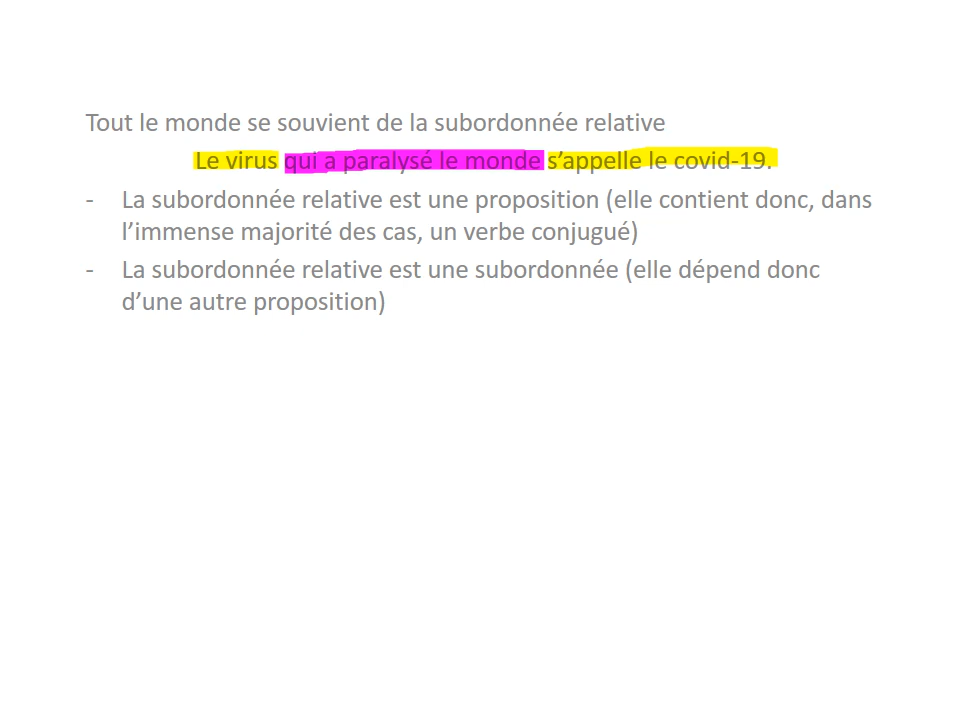 Tout le monde se souvient de la subordonnée relative
Le virus qui a paralysé le monde s’appelle le covid-19.
- La subordonnée relative est une proposition (elle contient donc, dans
l’immense majorité des cas, un verbe conjugué)
- La subordonnée relative est une subordonnée (elle dépend donc
d’une autre proposition)